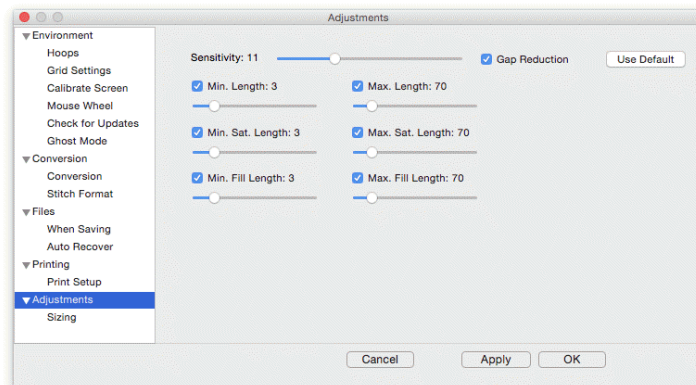 Adjustments
Environment
Hoops
Grid Settings
Calibrate Screen
Mouse Wheel
Check for Updates
Ghost Mode
Conversion
Conversion
Stitch Format
Files
When Saving
Auto Recover
Printing
Print Setup
Adjustments
Sizing
Sensitivity: 11
Gap Reduction
Use Default
Min. Length: 3
Max. Length: 70
Min. Sat. Length: 3
Max. Sat. Length: 70
Min. Fill Length: 3
Max. Fill Length: 70
Cancel
Apply
OK